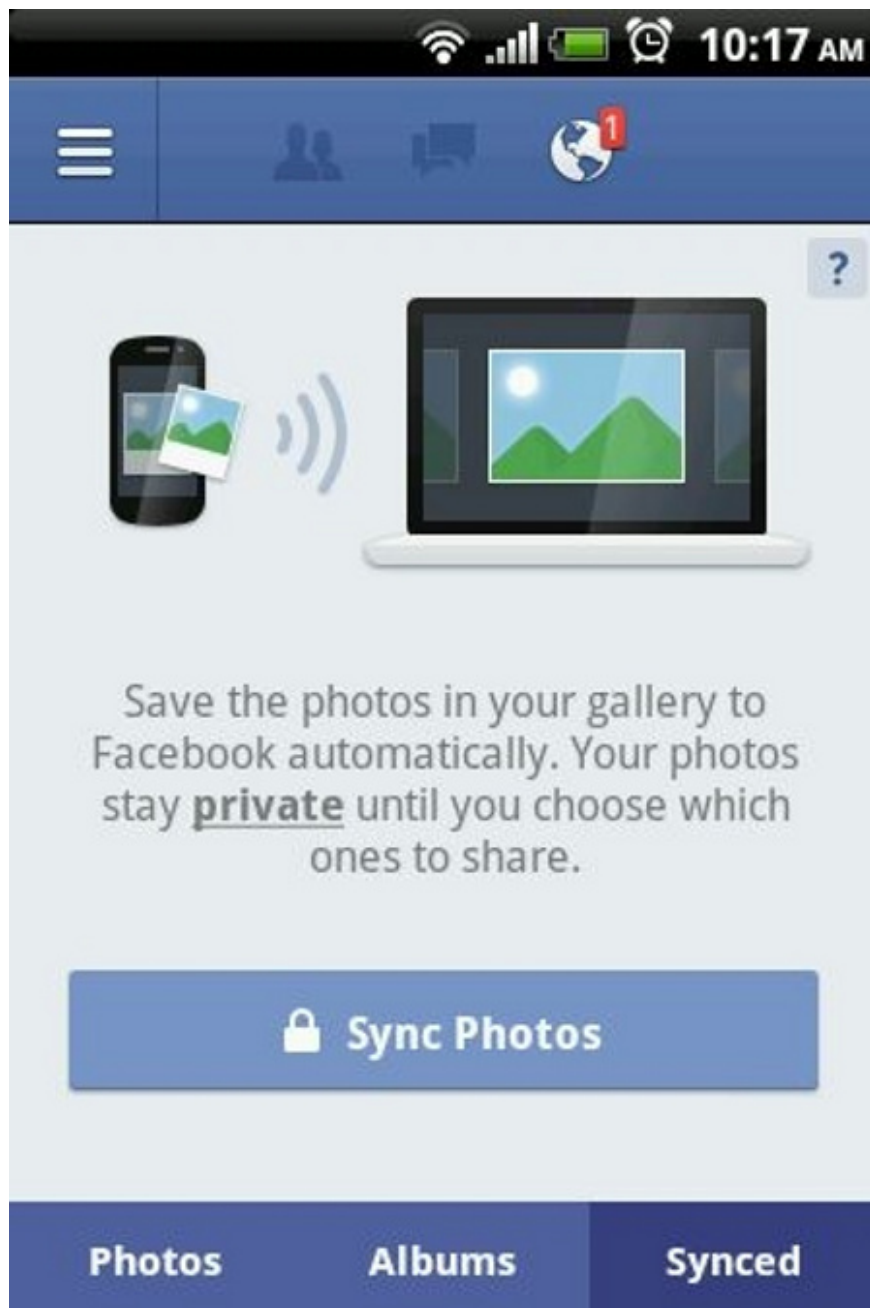 10:17 AM
1
?
Save the photos in your gallery to
Facebook automatically. Your photos
stay private until you choose which
ones to share.
Sync Photos
Photos Albums Synced